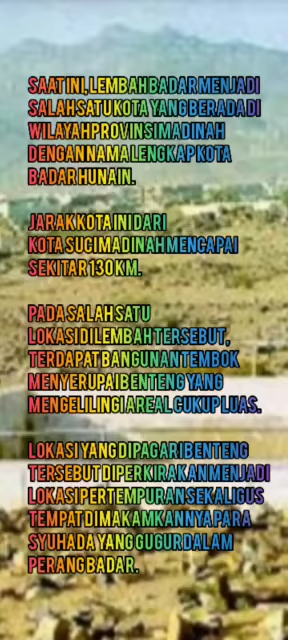 SAAT INI, LEMBAH BADAR MENJADI
SALAH SATU KOTA YANG BERADA DI
WILAYAH PROVINSI MADINAH
DENGAN NAMA LENGKAP KOTA
BADAR HUNAIN.
JARAK KOTA INI DARI
KOTA SUCI MADINAH MENCAPAI
SEKITAR 130 KM.
PADA SALAH SATU
LOKASI DI LEMBAH TERSEBUT,
TERDAPAT BANGUNAN TEMBOK
MENYERUPAI BENTENG YANG
MENGELILINGI AREAL CUKUP LUAS.
LOKASI YANG DIPAGARI BENTENG
TERSEBUT DIPERKIRAKAN MENJADI
LOKASI PERTEMPURAN SEKALIGUS
TEMPAT DIMAKAMKANNYA PARA
SYUHADA YANG GUGUR DALAM
PERANG BADAR.